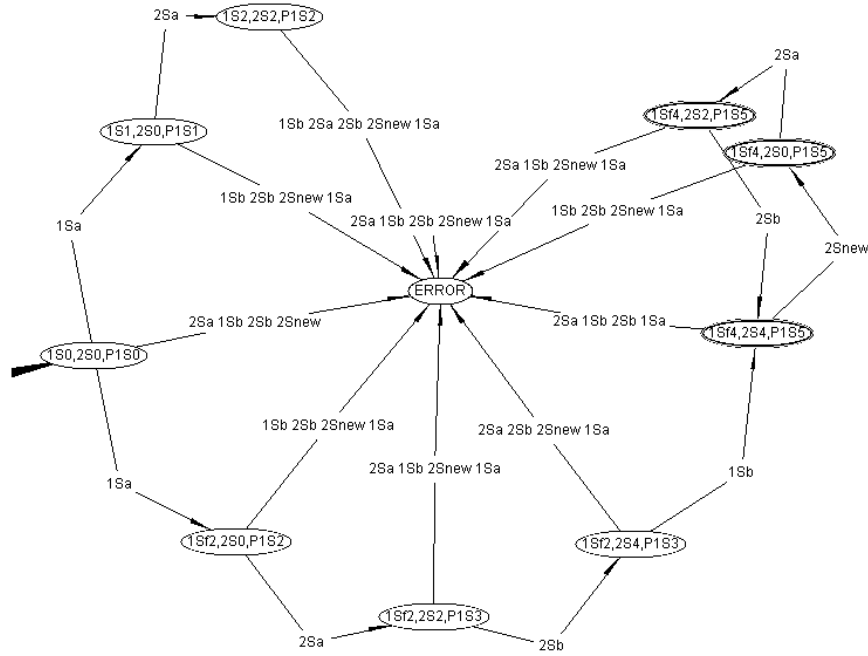 2Sa
1S2,2S2,P1S2
2Sa
1Sf4,2S2,P1S5
1Sb 2Sa 2Sb 2Snew 1Sa
1S1,2S0,P1S1
1Sf4,2S0,P1S5
2Sa 1Sb 2Snew 1Sa
1Sb 2Sb 2Snew 1Sa
1Sb 2Sb 2Snew 1Sa
2Sa 1Sb 2Sb 2Snew 1Sa
2Sb
1Sa
2Snew
ERROR
2Sa 1Sb 2Sb 2Snew
2Sa 1Sb 2Sb 1Sa
1Sf4,2S4,P1S5
1S0,2S0,P1S0
1Sb 2Sb 2Snew 1Sa
2Sa 2Sb 2Snew 1Sa
2Sa 1Sb 2Snew 1Sa
1Sb
1Sa
1Sf2,2S0,P1S2
1Sf2,2S4,P1S3
1Sf2,2S2,P1S3
2Sa
2Sb